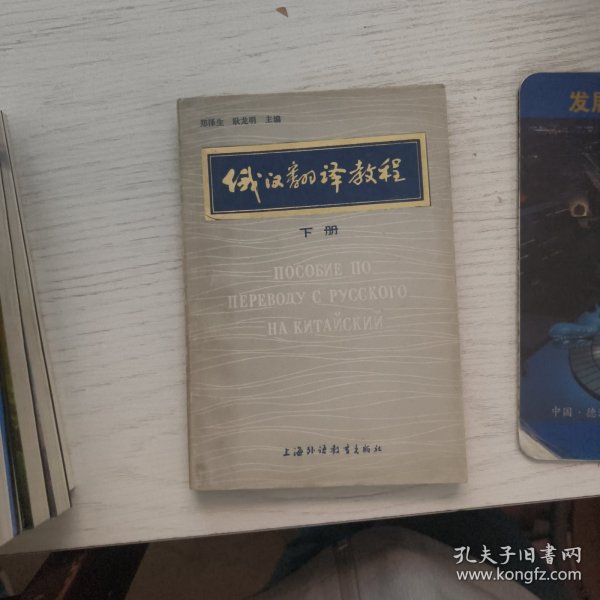 郑泽生 耿龙明 主编
俄汉翻译教程
下册
ПОСОБИЕ ПО
ПЕРЕВОДУ С РУССКОГО
НА КИТАЙСКИЙ
上海外语教育出版社
发展
中国·德
孔夫子旧书网
www.kongfz.com